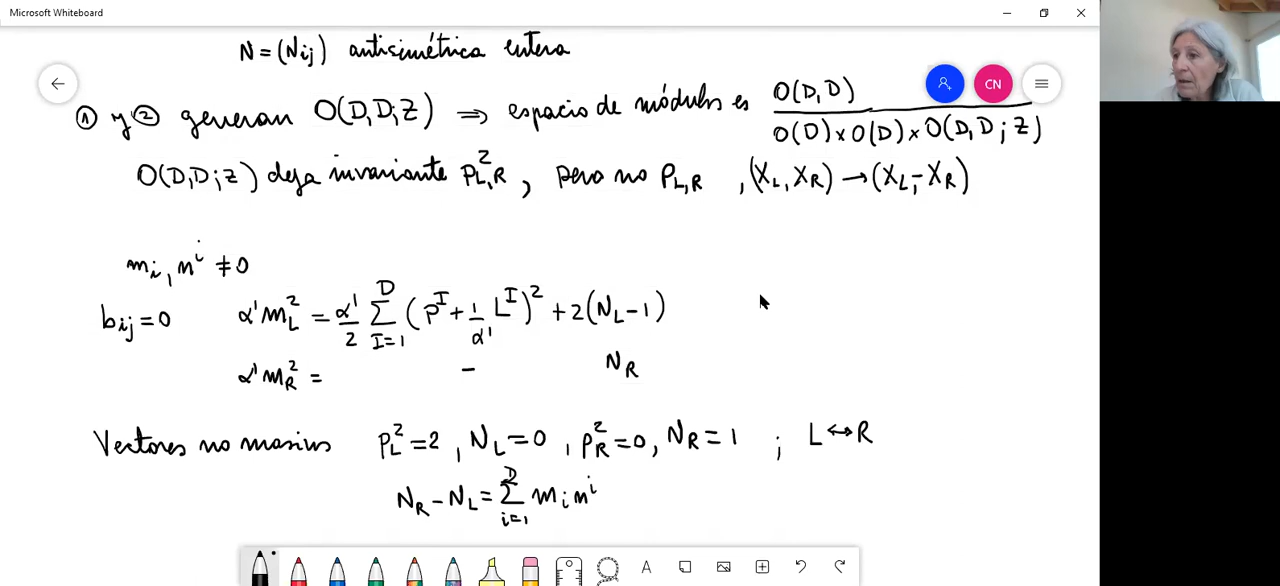 Microsoft Whiteboard
N = (Nij) antisimétrica entera
① y ② generan O(D,D;Z) ⇒ espacio de módulos es O(D,D) / O(D)×O(D)×O(D,D;Z)
CN
O(D,D;Z) deja invariante P²L,R , pero no PL,R , (XL,XR) → (XL,-XR)
mi, nⁱ ≠ 0
bij = 0 α'm²L = α'/2 Σ_{I=1}^{D} (P^I + 1/α' L^I)² + 2(NL-1)
α'm²R = - NR
Vectores no masivos P²L = 2 , NL = 0 , P²R = 0 , NR = 1 ; L↔R
NR - NL = Σ_{i=1}^{D} mi nⁱ
A